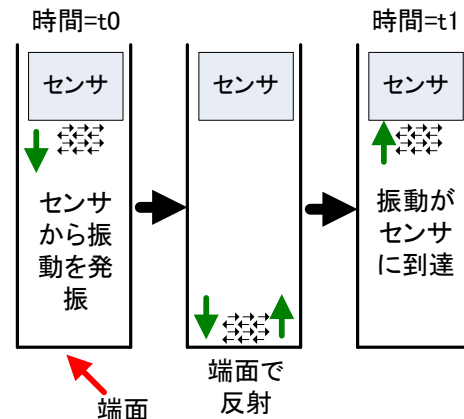 時間=t0
センサ
センサ
から振
動を発
振
端面
センサ
端面で
反射
時間=t1
センサ
振動が
センサ
に到達